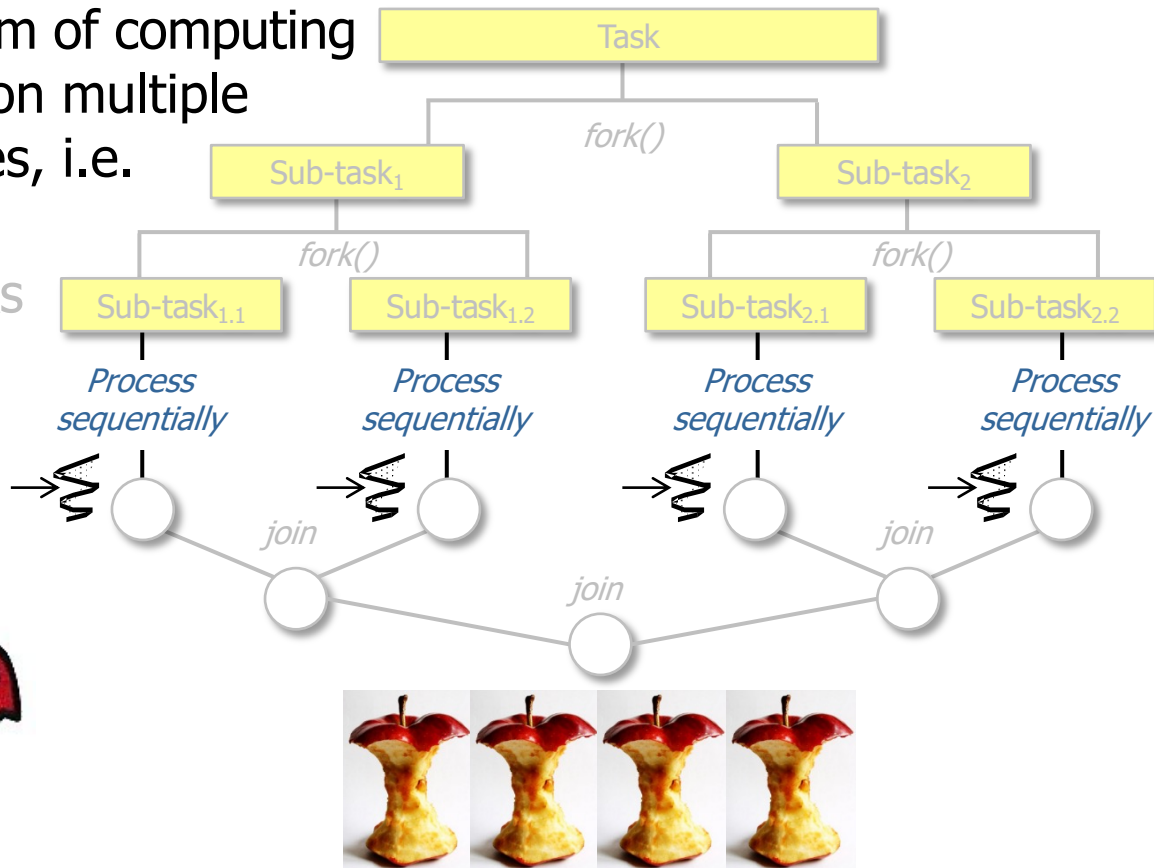 m of computing
Task
on multiple
fork()
es, i.e.
Sub-task1
Sub-task2
fork()
fork()
s
Sub-task1.1
Sub-task1.2
Sub-task2.1
Sub-task2.2
Process
sequentially
Process
sequentially
Process
sequentially
Process
sequentially
join
join
join